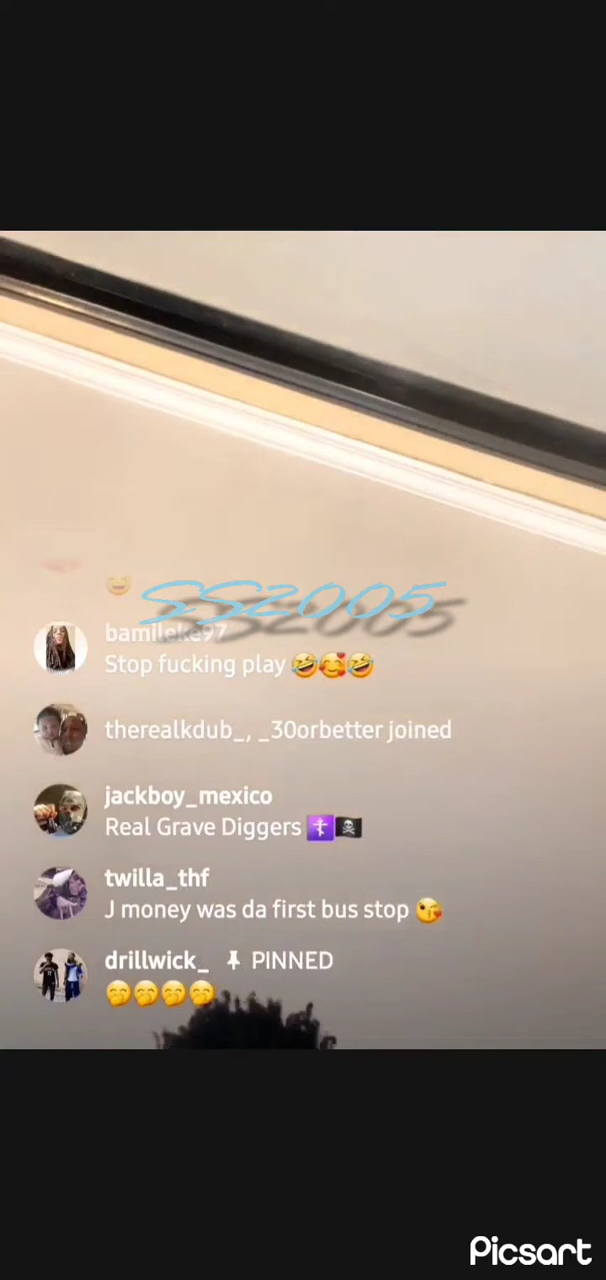 SS2005
bamileke97
Stop fucking play 🤣🥰🤣
therealkdub_, _30orbetter joined
jackboy_mexico
Real Grave Diggers ☦️🏴‍☠️
twilla_thf
J money was da first bus stop 😘
drillwick_ 📌 PINNED
🤭🤭🤭🤭
Picsart